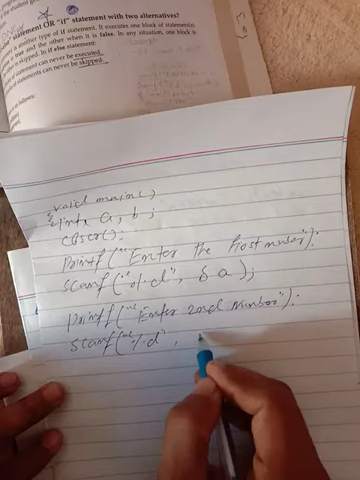 statement OR "if" statement with two alternatives?
is another type of if statement. It executes one block of statement(s)
and the other when it is false. In any situation, one block is
is skipped. In if else statement:
of statement can never be executed.
of statements can never be skipped.
as follows:
void main()
{ int a, b ;
clrscr();
printf("Enter the first number");
scanf("%d", & a);
printf("Enter 2nd number");
scanf("%d",